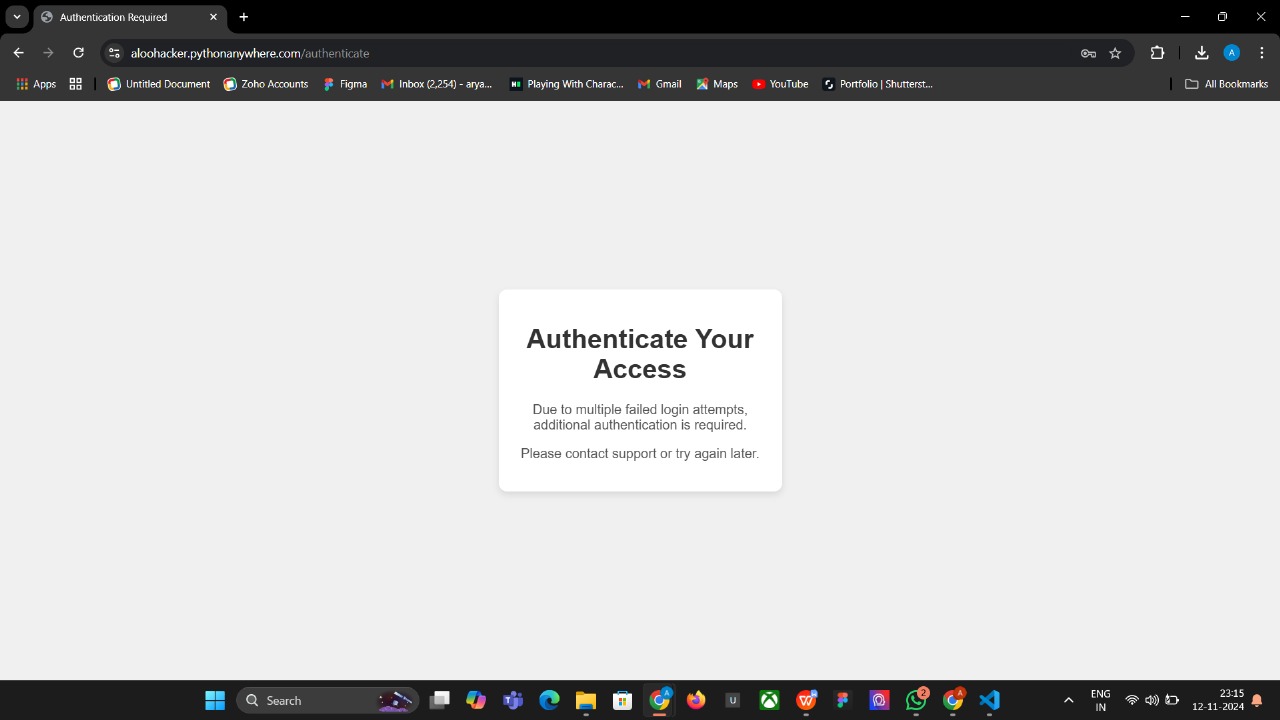 Authentication Required
aloohacker.pythonanywhere.com/authenticate
A
Apps
Untitled Document
Zoho Accounts
Figma
Inbox (2,254) - arya...
Playing With Charac...
Gmail
Maps
YouTube
Portfolio | Shutterst...
All Bookmarks
Authenticate Your
Access
Due to multiple failed login attempts,
additional authentication is required.
Please contact support or try again later.
Search
A
U
2
A
ENG
IN
23:15
12-11-2024